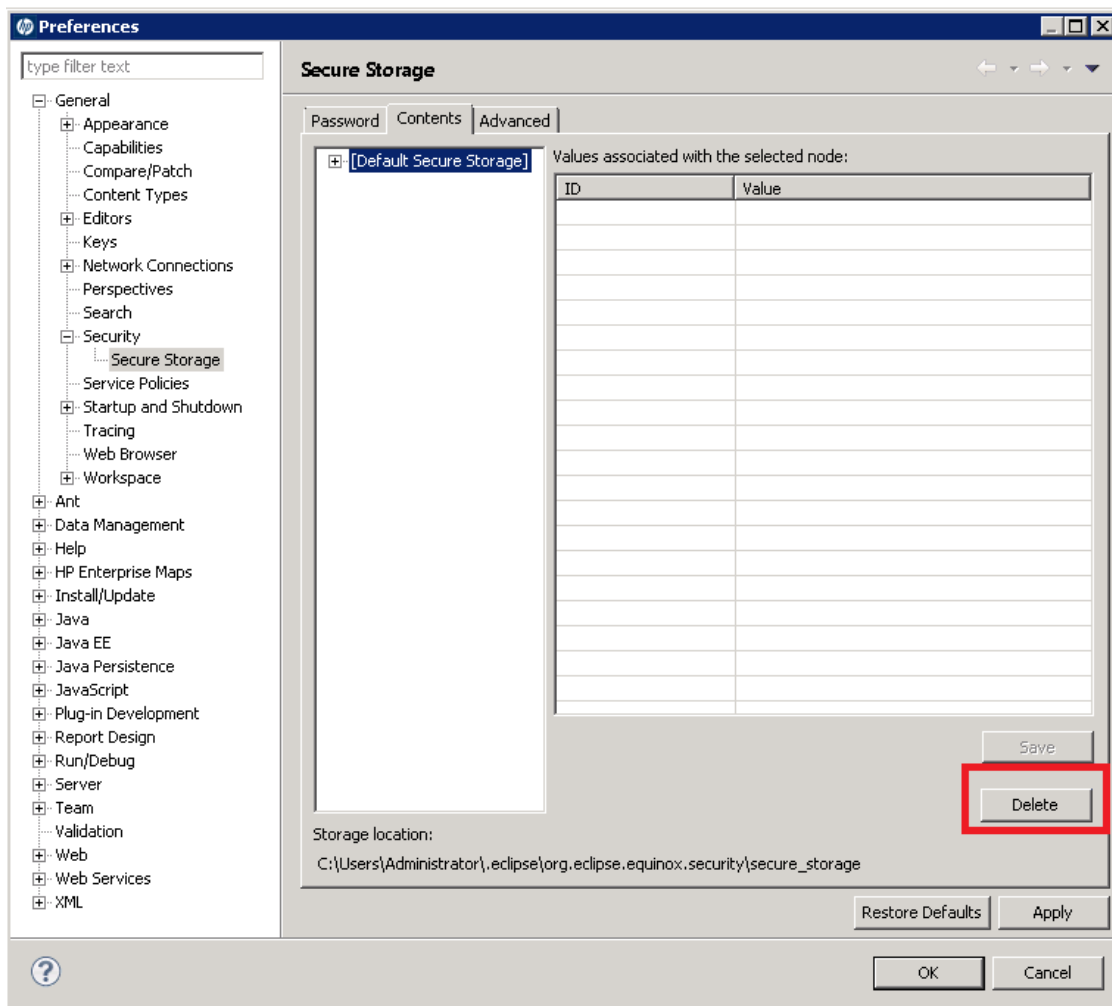 Preferences
type filter text
General
Appearance
Capabilities
Compare/Patch
Content Types
Editors
Keys
Network Connections
Perspectives
Search
Security
Secure Storage
Service Policies
Startup and Shutdown
Tracing
Web Browser
Workspace
Ant
Data Management
Help
HP Enterprise Maps
Install/Update
Java
Java EE
Java Persistence
JavaScript
Plug-in Development
Report Design
Run/Debug
Server
Team
Validation
Web
Web Services
XML
Secure Storage
Password Contents Advanced
[Default Secure Storage]
Values associated with the selected node:
ID Value
Save
Delete
Storage location:
C:\Users\Administrator\.eclipse\org.eclipse.equinox.security\secure_storage
Restore Defaults Apply
OK Cancel